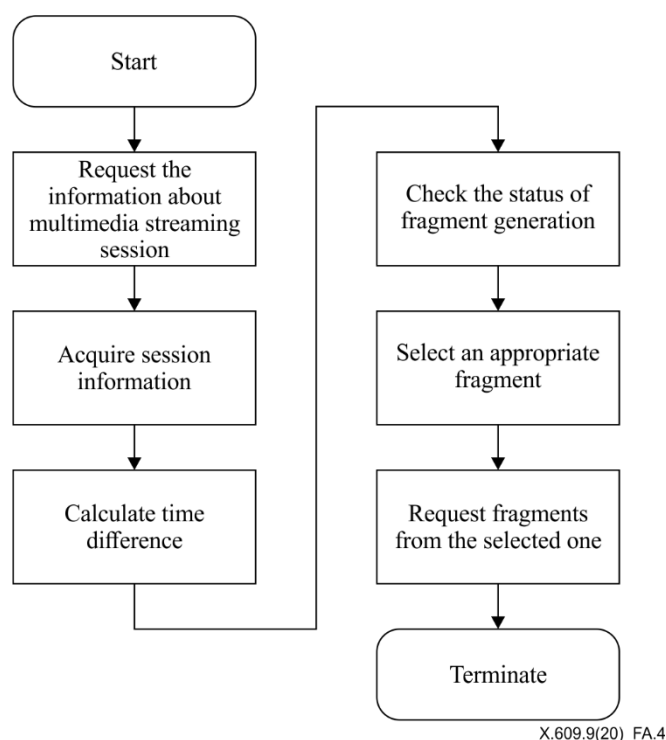 Start
Request the
information about
multimedia streaming
session
Acquire session
information
Calculate time
difference
Check the status of
fragment generation
Select an appropriate
fragment
Request fragments
from the selected one
Terminate
X.609.9(20)_FA.4